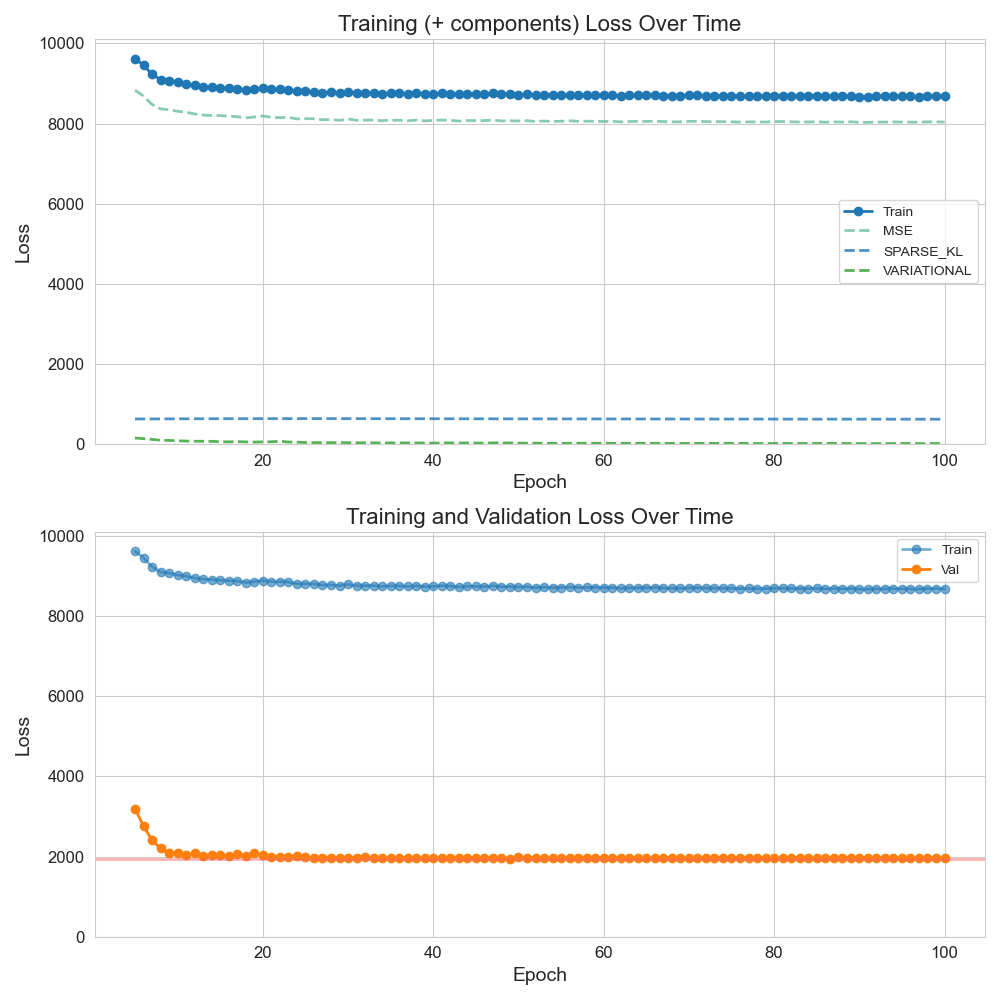 Training (+ components) Loss Over Time
10000
8000
6000
4000
2000
0
Loss
Train
MSE
SPARSE_KL
VARIATIONAL
20 40 60 80 100
Epoch
Training and Validation Loss Over Time
10000
8000
6000
4000
2000
0
Loss
Train
Val
20 40 60 80 100
Epoch